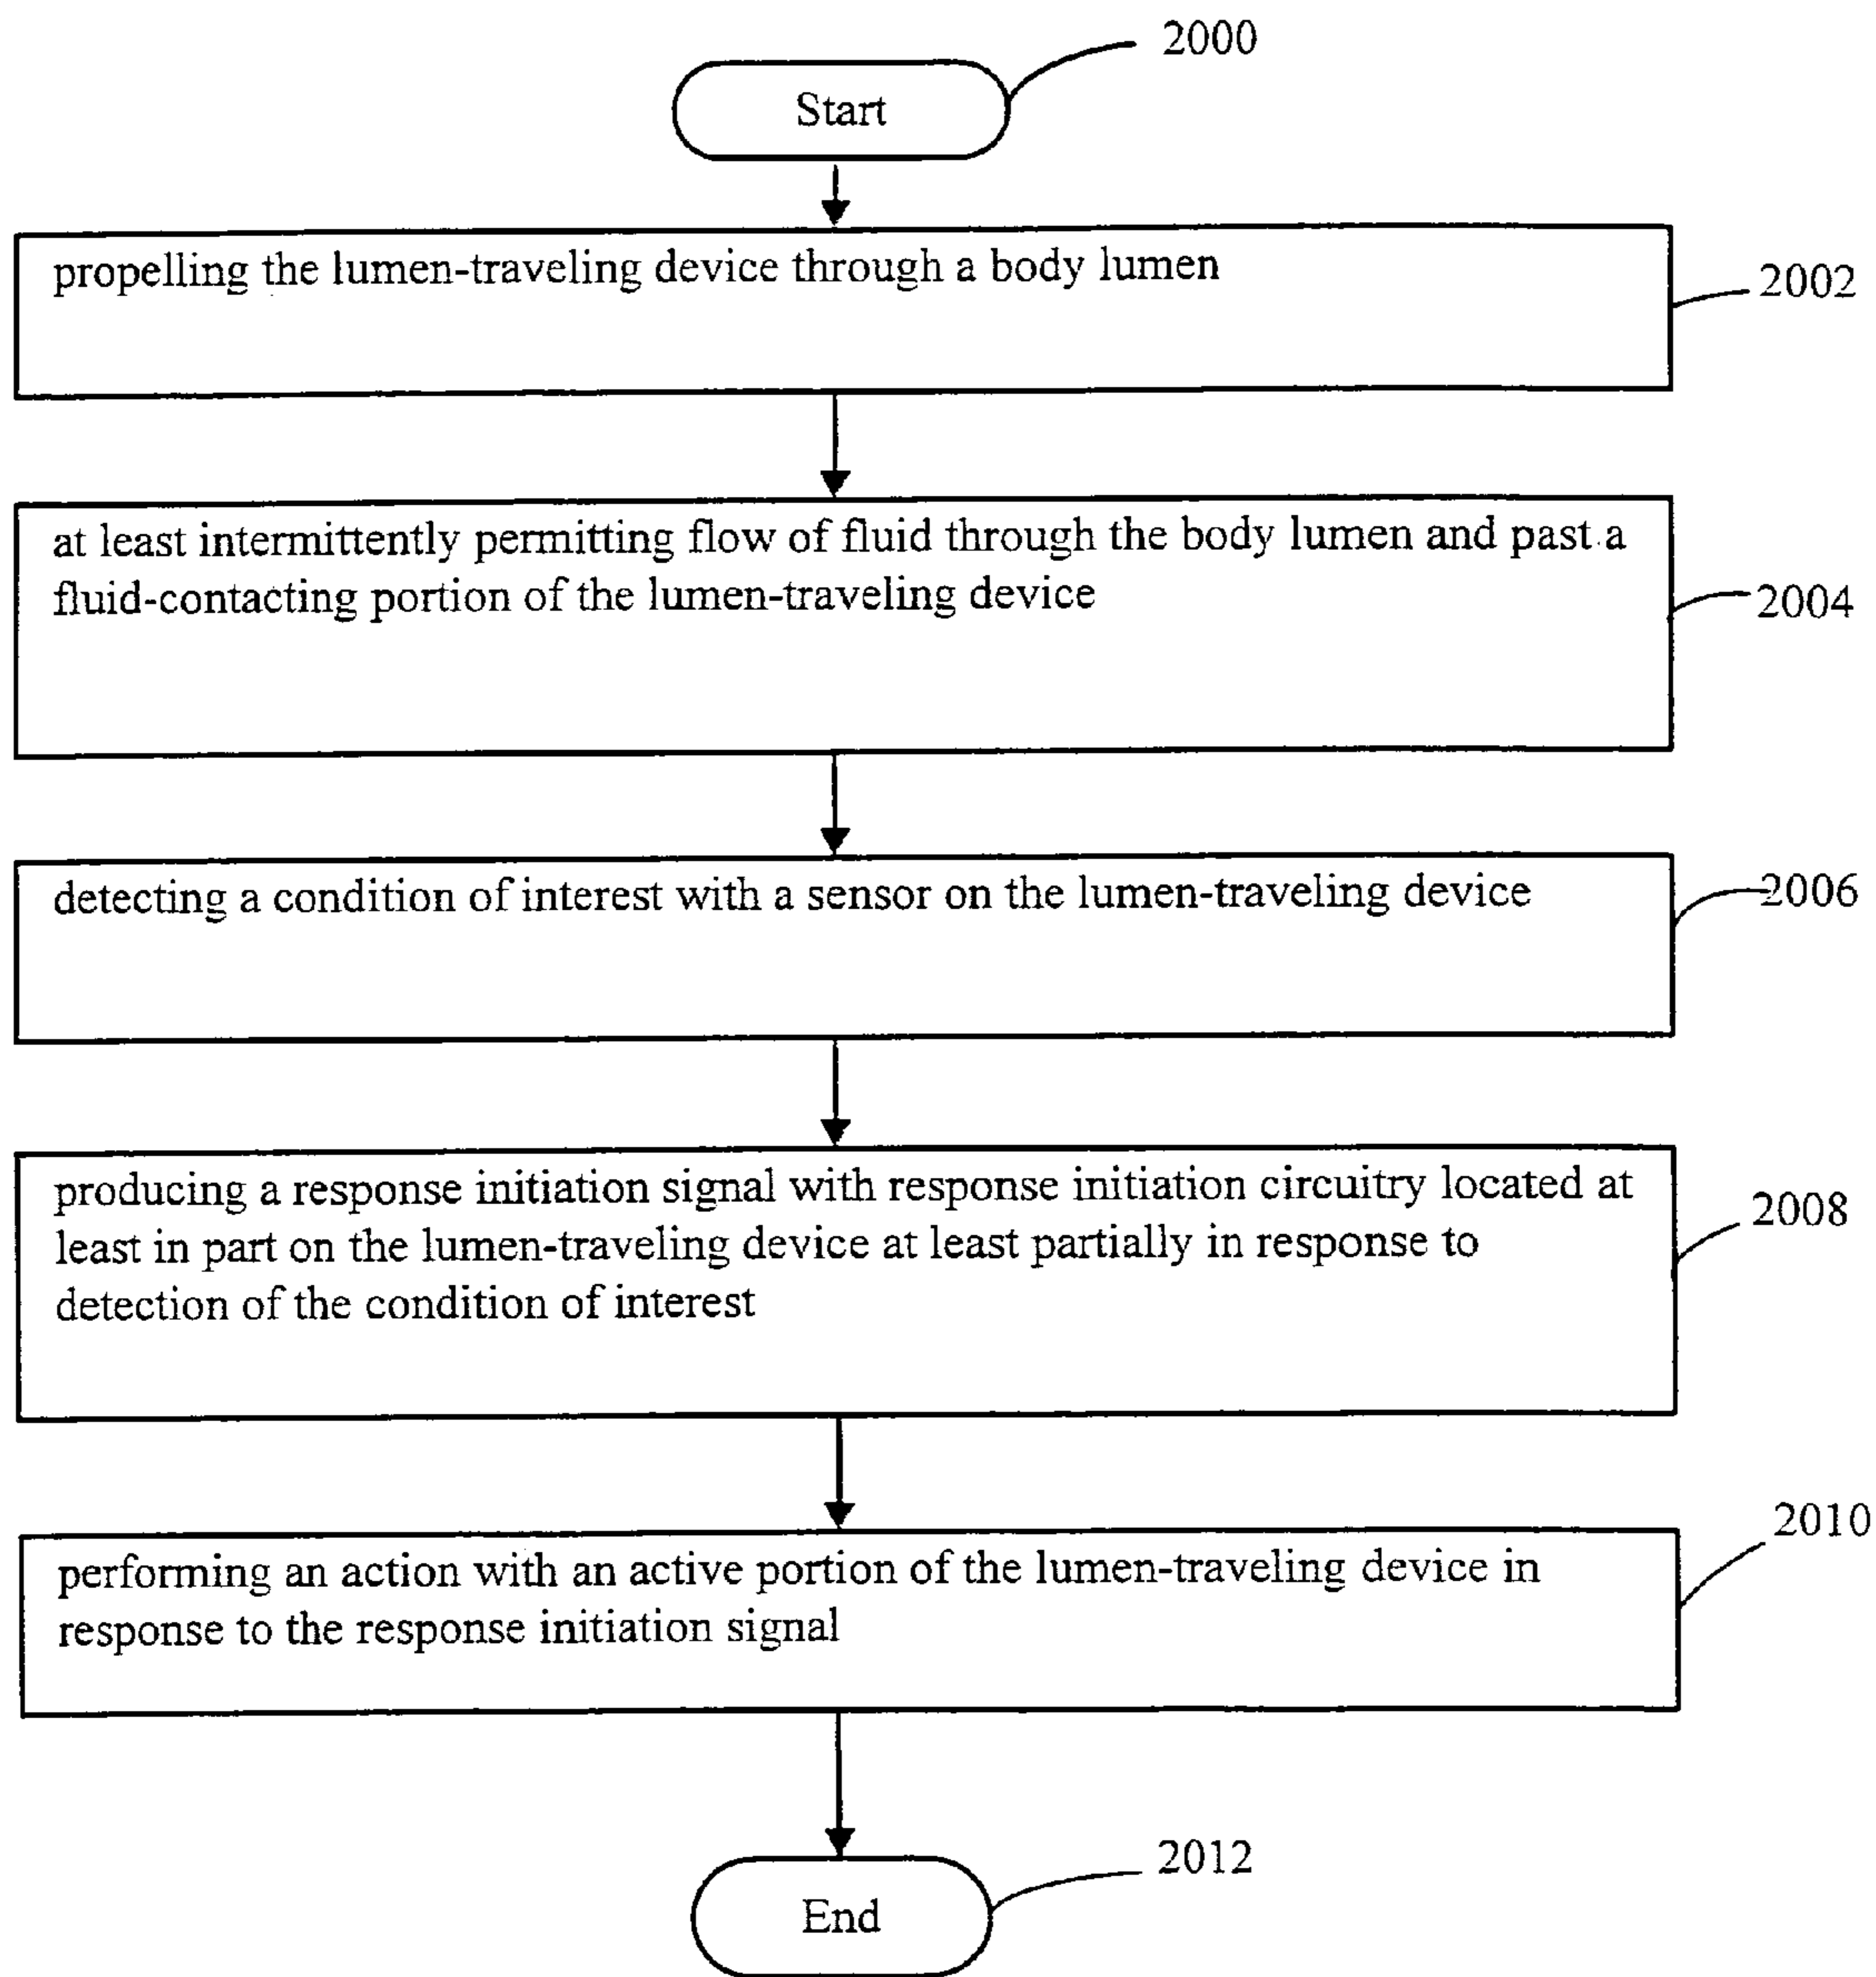 2000
Start
propelling the lumen-traveling device through a body lumen
2002
at least intermittently permitting flow of fluid through the body lumen and past a
fluid-contacting portion of the lumen-traveling device
2004
detecting a condition of interest with a sensor on the lumen-traveling device
2006
producing a response initiation signal with response initiation circuitry located at
least in part on the lumen-traveling device at least partially in response to
detection of the condition of interest
2008
performing an action with an active portion of the lumen-traveling device in
response to the response initiation signal
2010
End
2012